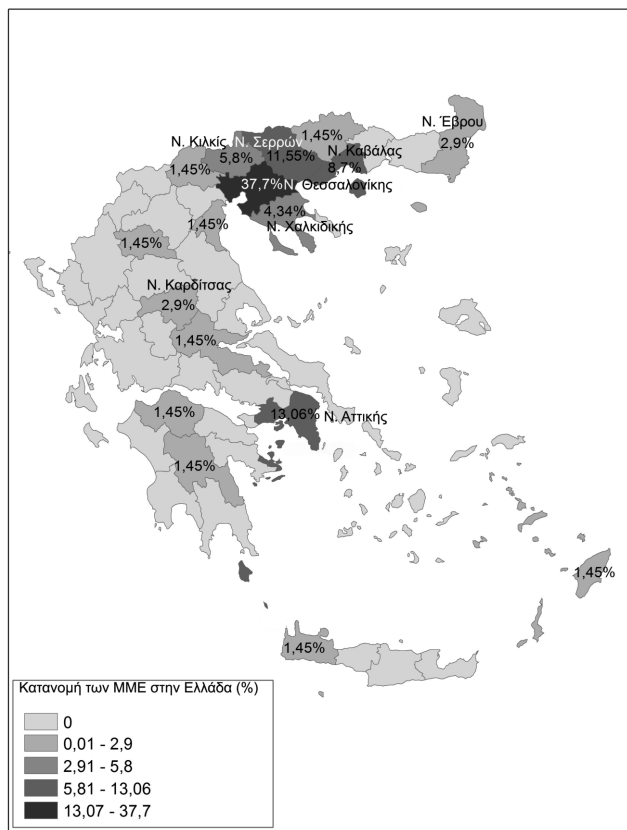 Ν. Έβρου
2,9%
1,45%
Ν. Κιλκίς
Ν. Σερρών
5,8%
11,55%
Ν. Καβάλας
8,7%
1,45%
37,7%
Ν Θεσσαλονίκης
4,34%
Ν. Χαλκιδικής
1,45%
1,45%
Ν. Καρδίτσας
2,9%
1,45%
1,45%
13,06%
Ν. Αττικής
1,45%
1,45%
1,45%
Κατανομή των ΜΜΕ στην Ελλάδα (%)
0
0,01 - 2,9
2,91 - 5,8
5,81 - 13,06
13,07 - 37,7